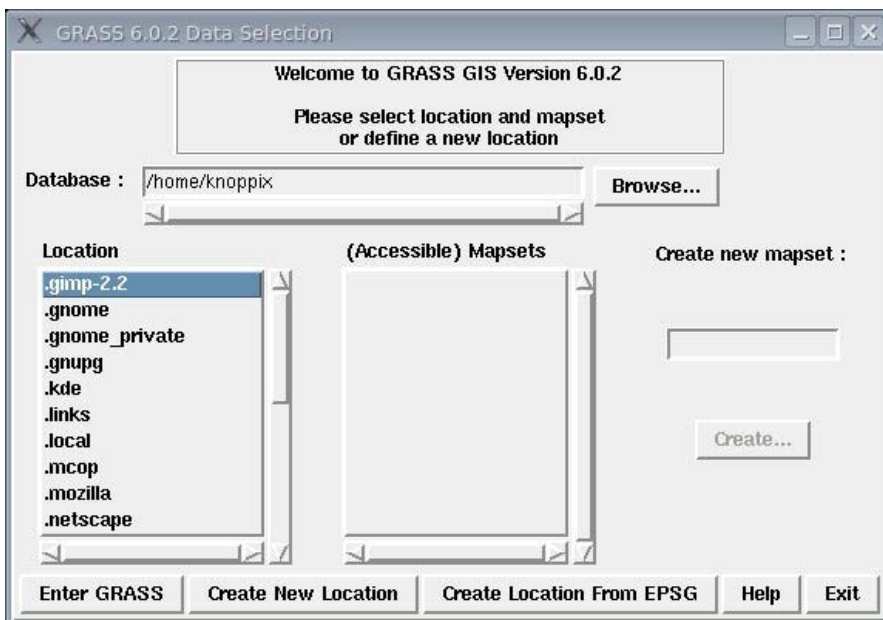 GRASS 6.0.2 Data Selection
Welcome to GRASS GIS Version 6.0.2
Please select location and mapset
or define a new location
Database :
/home/knoppix
Browse...
Location
(Accessible) Mapsets
Create new mapset :
.gimp-2.2
.gnome
.gnome_private
.gnupg
.kde
.links
.local
.mcop
.mozilla
.netscape
Create...
Enter GRASS
Create New Location
Create Location From EPSG
Help
Exit